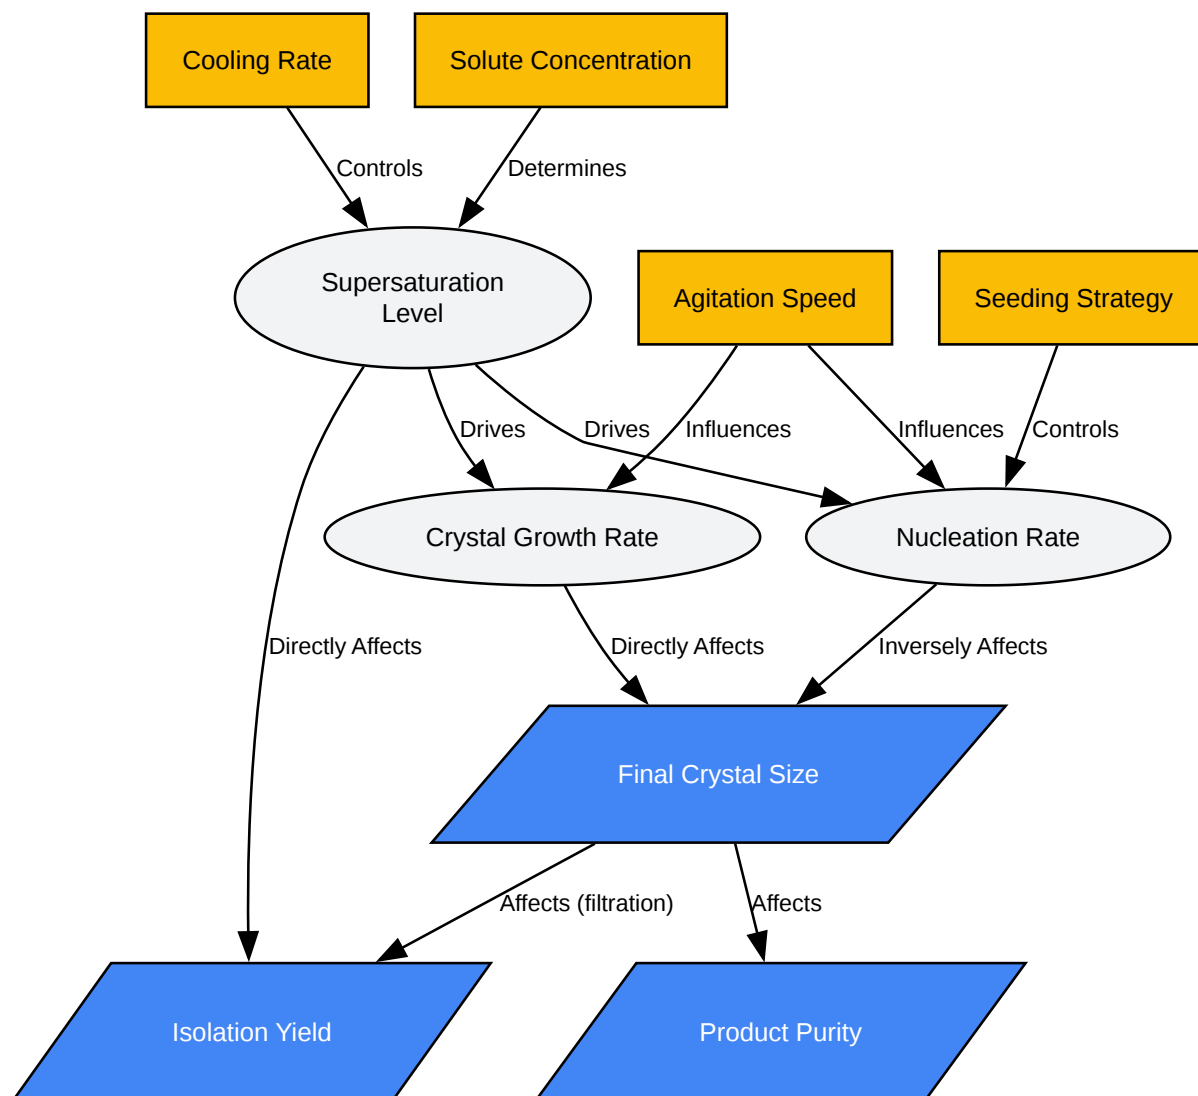 Cooling Rate
Solute Concentration
Controls
Determines
Supersaturation
Level
Agitation Speed
Seeding Strategy
Drives
Drives
Influences
Influences
Controls
Crystal Growth Rate
Nucleation Rate
Directly Affects
Directly Affects
Inversely Affects
Final Crystal Size
Affects (filtration)
Affects
Isolation Yield
Product Purity